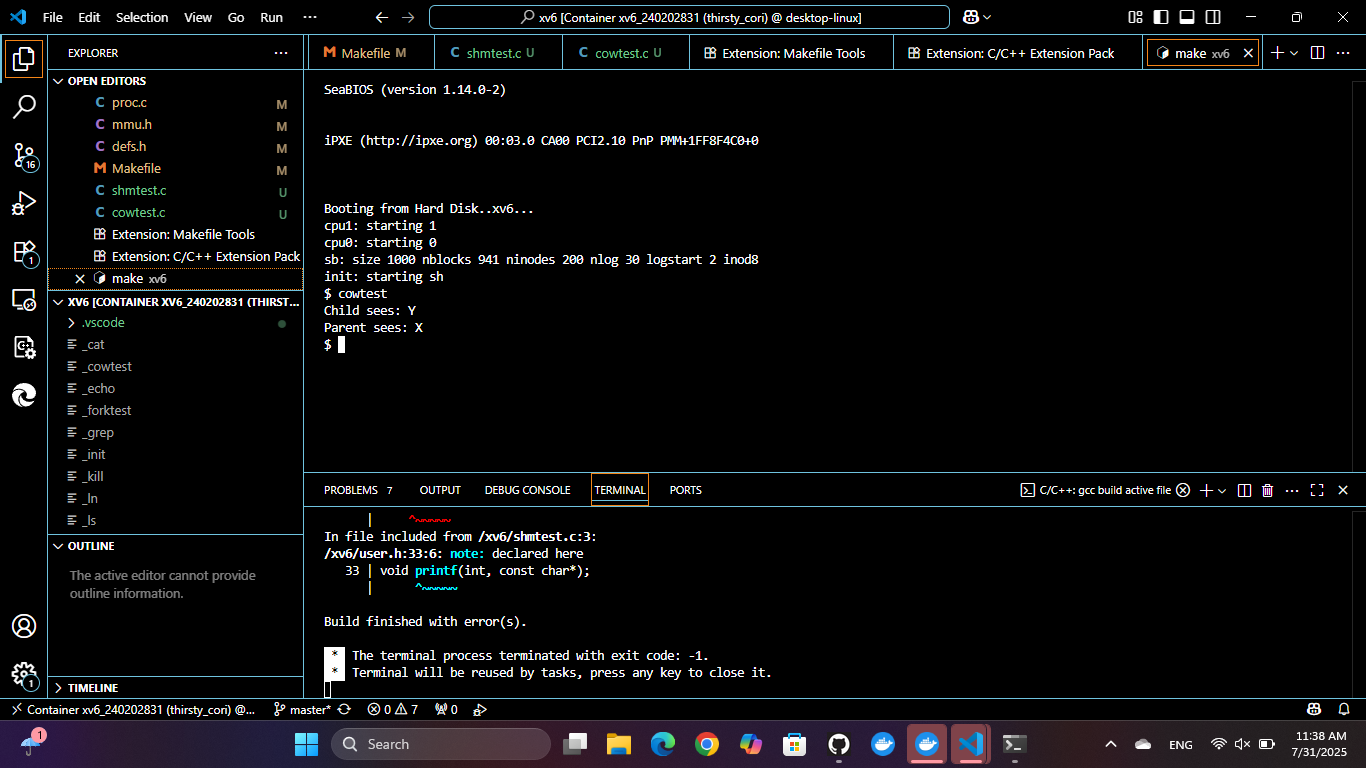 File Edit Selection View Go Run ··· xv6 [Container xv6_240202831 (thirsty_cori) @ desktop-linux]
EXPLORER
Makefile M shmtest.c U cowtest.c U Extension: Makefile Tools Extension: C/C++ Extension Pack make xv6
OPEN EDITORS
proc.c M
mmu.h M
defs.h M
Makefile M
shmtest.c U
cowtest.c U
Extension: Makefile Tools
Extension: C/C++ Extension Pack
make xv6
XV6 [CONTAINER XV6_240202831 (THIRST...
.vscode
_cat
_cowtest
_echo
_forktest
_grep
_init
_kill
_ln
_ls
OUTLINE
The active editor cannot provide
outline information.
TIMELINE
16
1
1
SeaBIOS (version 1.14.0-2)
iPXE (http://ipxe.org) 00:03.0 CA00 PCI2.10 PnP PMM+1FF8F4C0+0
Booting from Hard Disk..xv6...
cpu1: starting 1
cpu0: starting 0
sb: size 1000 nblocks 941 ninodes 200 nlog 30 logstart 2 inod8
init: starting sh
$ cowtest
Child sees: Y
Parent sees: X
$
PROBLEMS 7 OUTPUT DEBUG CONSOLE TERMINAL PORTS C/C++: gcc build active file
| ^~~~~~
In file included from /xv6/shmtest.c:3:
/xv6/user.h:33:6: note: declared here
33 | void printf(int, const char*);
| ^~~~~~
Build finished with error(s).
* The terminal process terminated with exit code: -1.
* Terminal will be reused by tasks, press any key to close it.
Container xv6_240202831 (thirsty_cori) @... master* 0 7 0
1 Search ENG 11:38 AM
7/31/2025